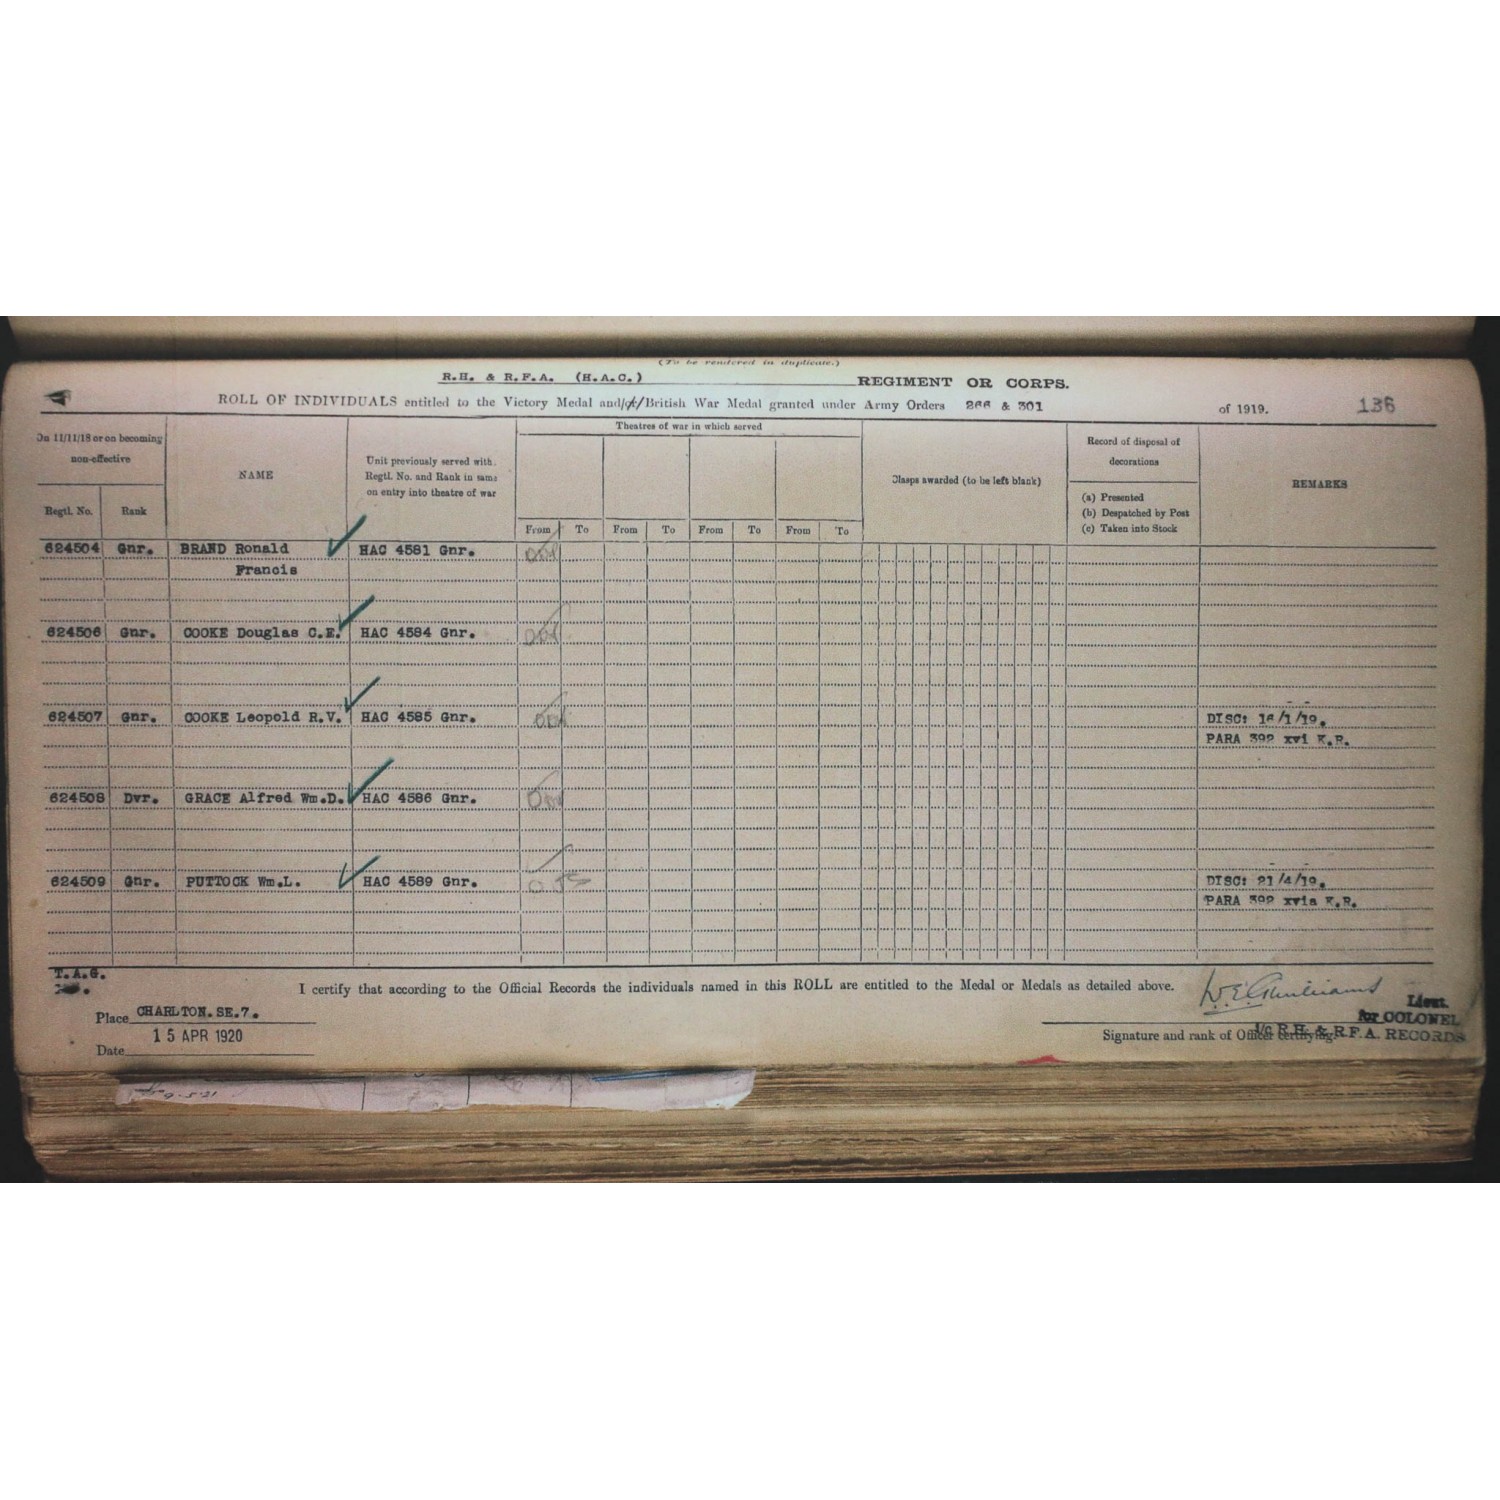 (To be rendered in duplicate.)
R.H. & R.F.A. (H.A.C.) REGIMENT OR CORPS.
ROLL OF INDIVIDUALS entitled to the Victory Medal and/or/British War Medal granted under Army Orders 266 & 301 of 1919. 136
On 11/11/18 or on becoming non-effective
Regtl. No. Rank
NAME
Unit previously served with.
Regtl. No. and Rank in same
on entry into theatre of war
Theatres of war in which served
From To From To From To From To
Clasps awarded (to be left blank)
Record of disposal of
decorations
(a) Presented
(b) Despatched by Post
(c) Taken into Stock
REMARKS
624504 Gnr. BRAND Ronald HAC 4581 Gnr.
Francis
624506 Gnr. COOKE Douglas C.E. HAC 4584 Gnr.
624507 Gnr. COOKE Leopold R.V. HAC 4585 Gnr. DISC: 16/1/19.
PARA 392 xvi K.R.
624508 Dvr. GRACE Alfred Wm.D. HAC 4586 Gnr.
624509 Gnr. PUTTOCK Wm.L. HAC 4589 Gnr. DISC: 21/4/19.
PARA 392 xvia K.R.
T.A.G.
I certify that according to the Official Records the individuals named in this ROLL are entitled to the Medal or Medals as detailed above.
Place CHARLTON. SE.7.
Date 15 APR 1920
Lieut.
for COLONEL
Signature and rank of Officer certifying.
I/C R.H. & R.F.A. RECORDS